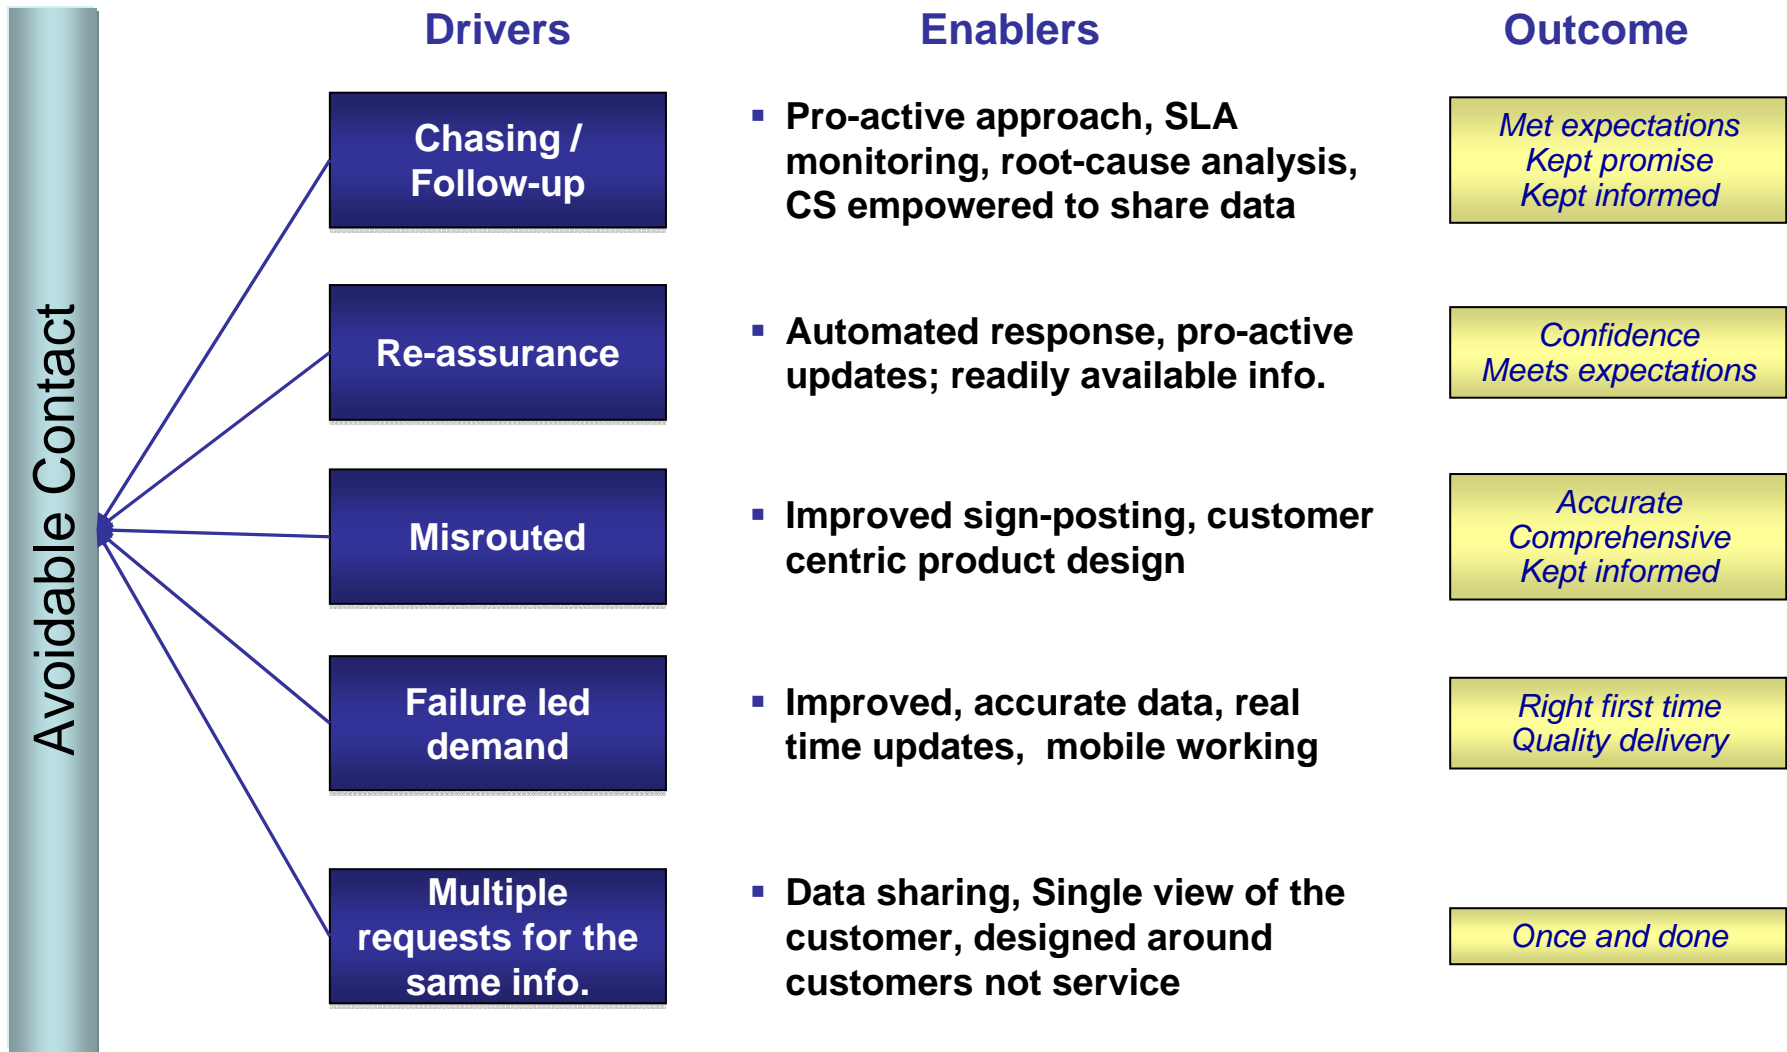 Drivers
Enablers
Outcome
Avoidable Contact
Chasing /
Follow-up
▪ Pro-active approach, SLA
monitoring, root-cause analysis,
CS empowered to share data
Met expectations
Kept promise
Kept informed
Re-assurance
▪ Automated response, pro-active
updates; readily available info.
Confidence
Meets expectations
Misrouted
▪ Improved sign-posting, customer
centric product design
Accurate
Comprehensive
Kept informed
Failure led
demand
▪ Improved, accurate data, real
time updates,  mobile working
Right first time
Quality delivery
Multiple
requests for the
same info.
▪ Data sharing, Single view of the
customer, designed around
customers not service
Once and done